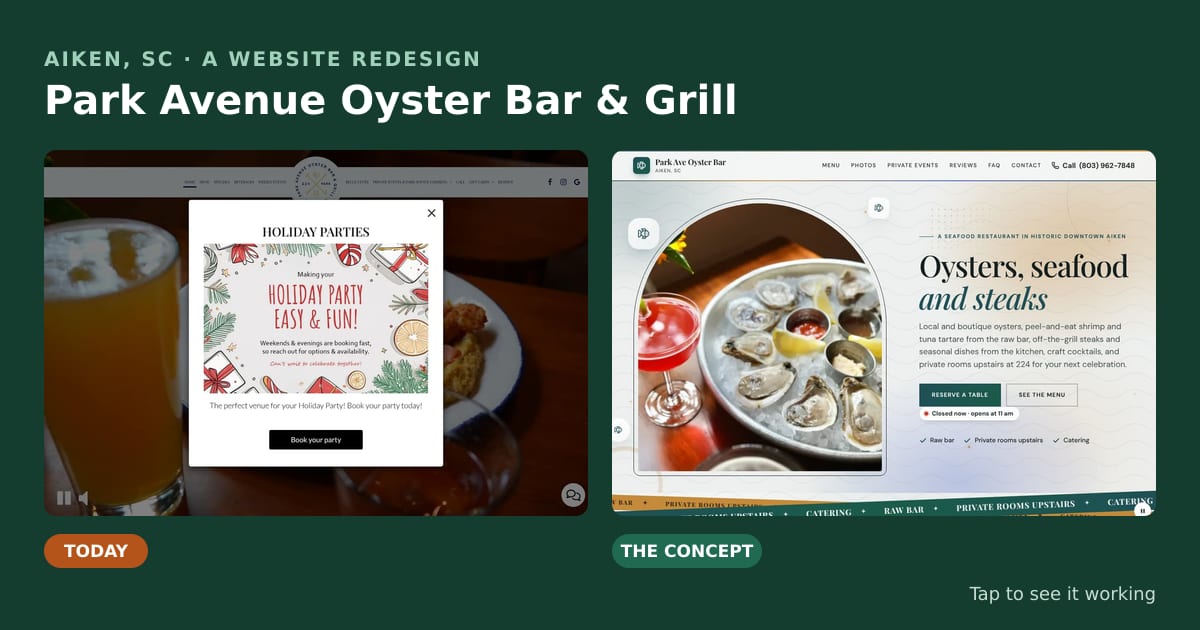 AIKEN, SC · A WEBSITE REDESIGN
Park Avenue Oyster Bar & Grill
HOLIDAY PARTIES
Making your
HOLIDAY PARTY
EASY & FUN!
Weekends & evenings are booking fast,
so reach out for options & availability.
Can't wait to celebrate together!
The perfect venue for your Holiday Party! Book your party today!
Book your party
Park Ave Oyster Bar
AIKEN, SC
MENU PHOTOS PRIVATE EVENTS REVIEWS FAQ CONTACT Call (803) 962-7848
A SEAFOOD RESTAURANT IN HISTORIC DOWNTOWN AIKEN
Oysters, seafood
and steaks
Local and boutique oysters, peel-and-eat shrimp and
tuna tartare from the raw bar, off-the-grill steaks and
seasonal dishes from the kitchen, craft cocktails, and
private rooms upstairs at 224 for your next celebration.
RESERVE A TABLE SEE THE MENU
Closed now · opens at 11 am
Raw bar Private rooms upstairs Catering
BAR PRIVATE ROOMS UPSTAIRS
ROOMS UPSTAIRS CATERING RAW BAR PRIVATE ROOMS UPSTAIRS CATERING
TODAY
THE CONCEPT
Tap to see it working